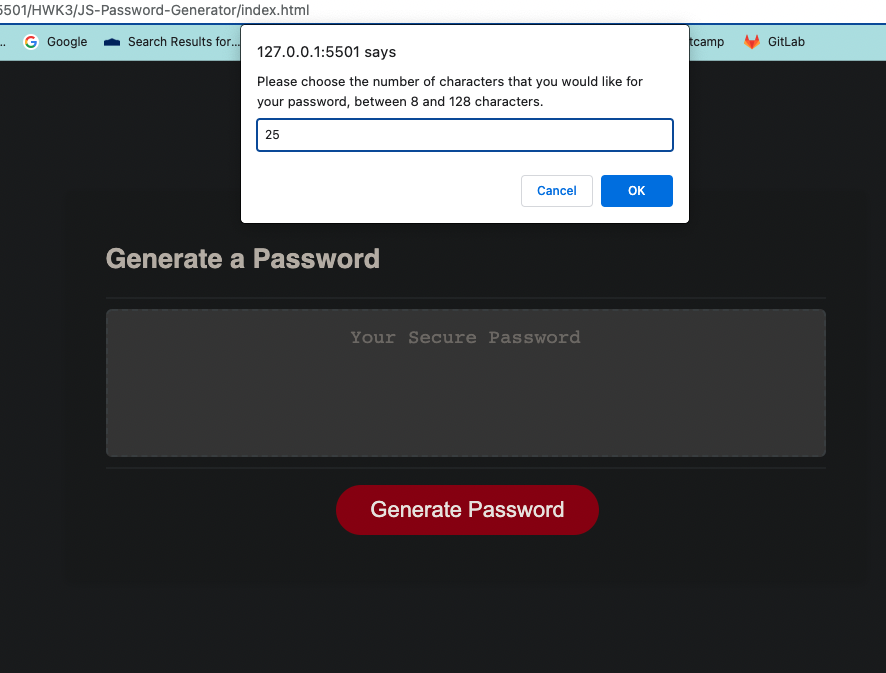 5501/HWK3/JS-Password-Generator/index.html
Google
Search Results for...
tcamp
GitLab
127.0.0.1:5501 says
Please choose the number of characters that you would like for
your password, between 8 and 128 characters.
25
Cancel
OK
Generate a Password
Your Secure Password
Generate Password